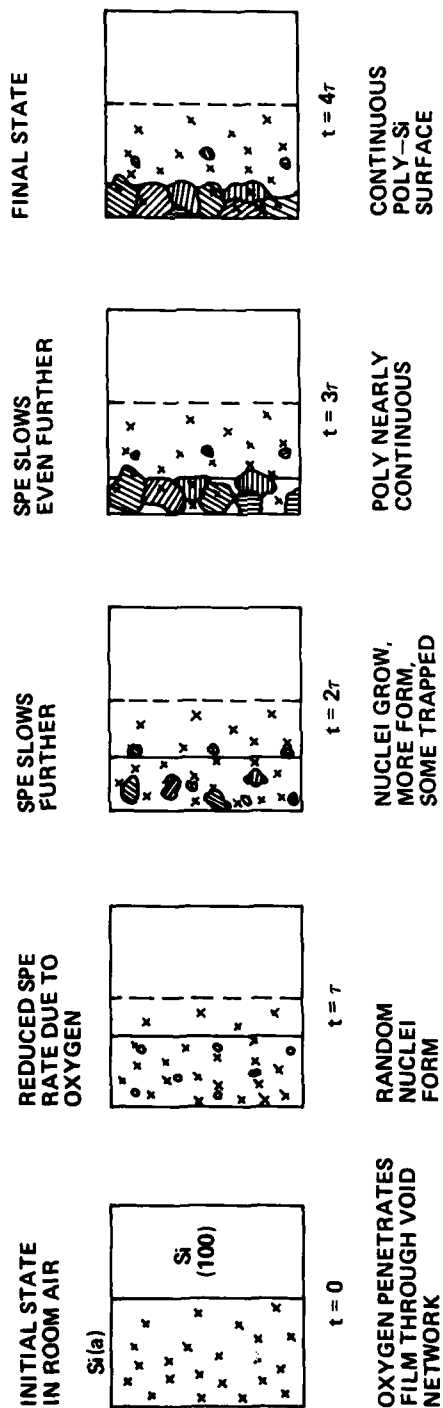 INITIAL STATE
IN ROOM AIR
Si(a)
Si
(100)
t = 0
OXYGEN PENETRATES
FILM THROUGH VOID
NETWORK
REDUCED SPE
RATE DUE TO
OXYGEN
t = τ
RANDOM
NUCLEI
FORM
SPE SLOWS
FURTHER
t = 2τ
NUCLEI GROW,
MORE FORM,
SOME TRAPPED
SPE SLOWS
EVEN FURTHER
t = 3τ
POLY NEARLY
CONTINUOUS
FINAL STATE
t = 4τ
CONTINUOUS
POLY–Si
SURFACE